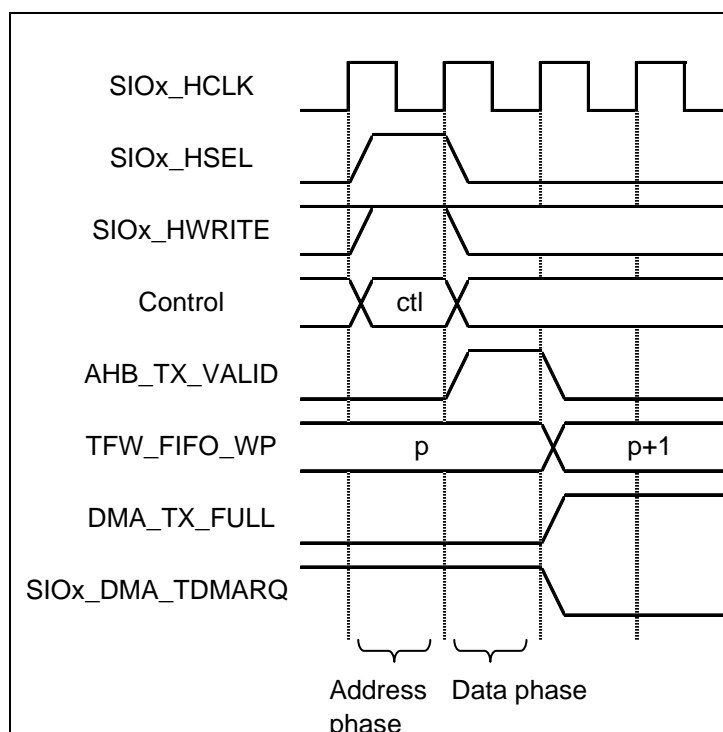 SIOx_HCLK
SIOx_HSEL
SIOx_HWRITE
Control
ctl
AHB_TX_VALID
TFW_FIFO_WP
p
p+1
DMA_TX_FULL
SIOx_DMA_TDMARQ
Address
phase
Data phase